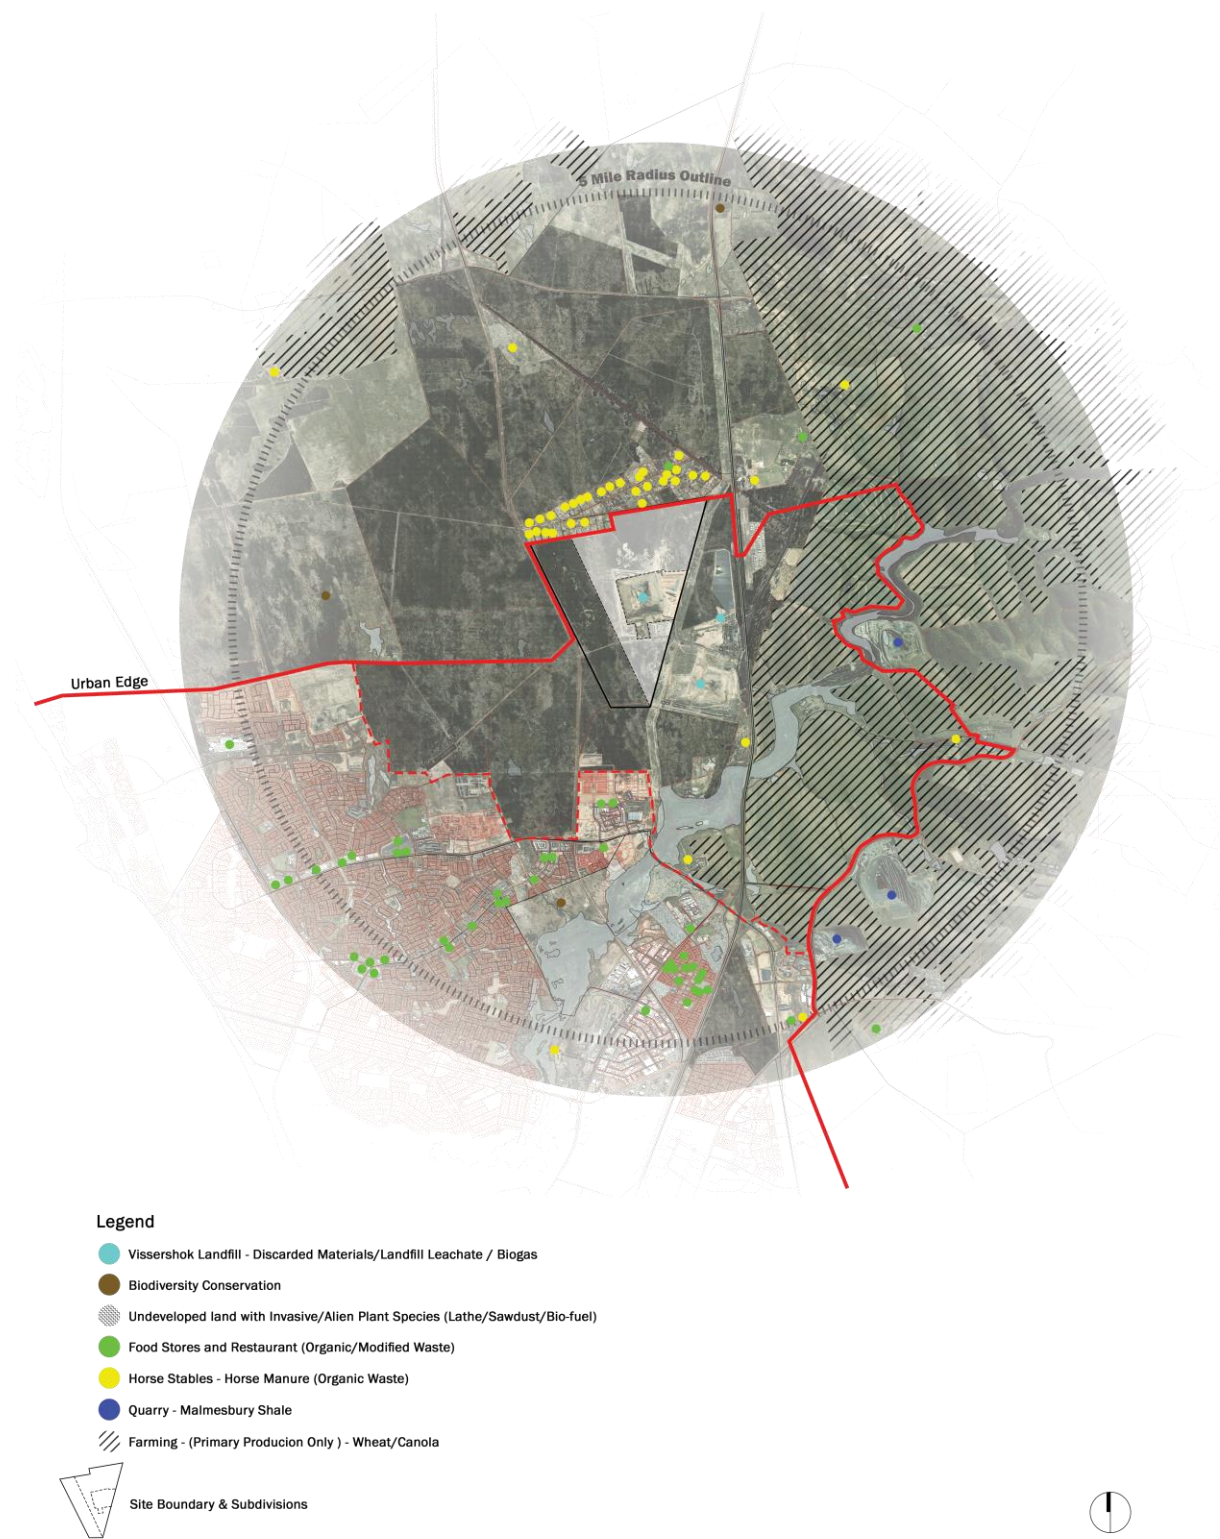 5 Mile Radius Outline
Urban Edge
Legend
Vissershok Landfill - Discarded Materials/Landfill Leachate / Biogas
Biodiversity Conservation
Undeveloped land with Invasive/Alien Plant Species (Lathe/Sawdust/Bio-fuel)
Food Stores and Restaurant (Organic/Modified Waste)
Horse Stables - Horse Manure (Organic Waste)
Quarry - Malmesbury Shale
Farming - (Primary Producion Only ) - Wheat/Canola
Site Boundary & Subdivisions